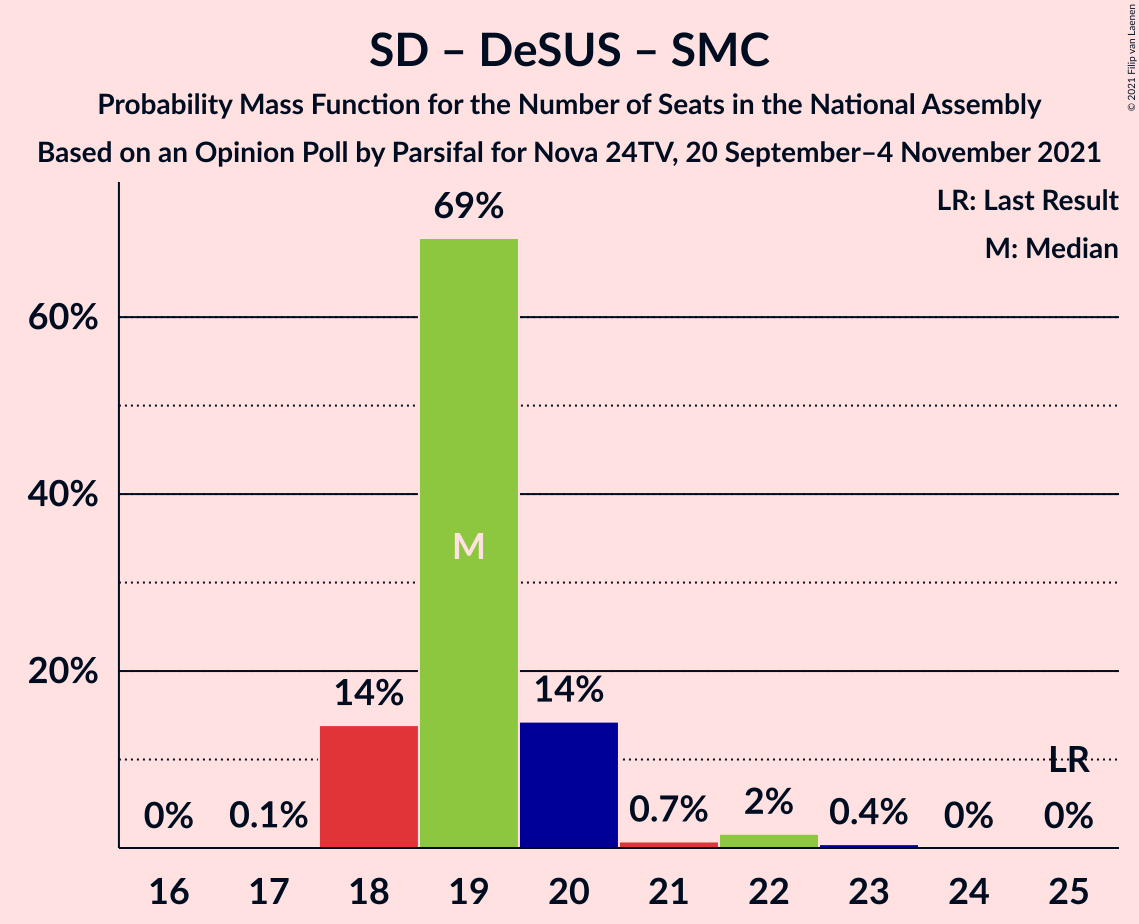 SD – DeSUS – SMC
Probability Mass Function for the Number of Seats in the National Assembly
Based on an Opinion Poll by Parsifal for Nova 24TV, 20 September–4 November 2021
© 2021 Filip van Laenen
LR: Last Result
M: Median
60%
40%
20%
0%
0.1%
14%
69%
M
14%
0.7%
2%
0.4%
0%
LR
0%
16 17 18 19 20 21 22 23 24 25